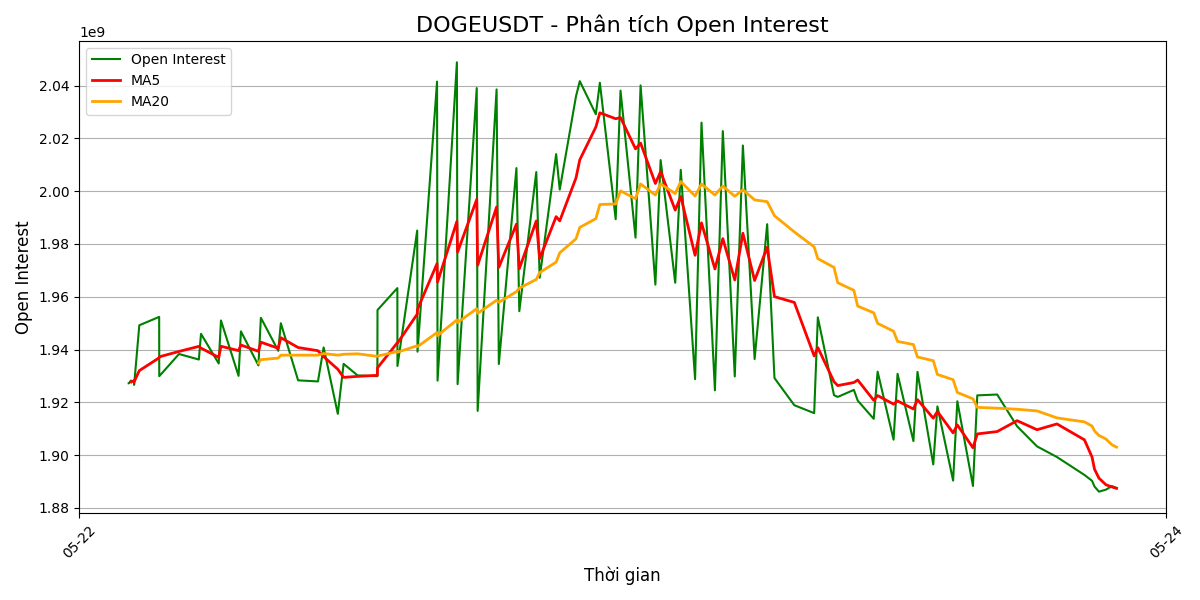 DOGEUSDT - Phân tích Open Interest
1e9
Open Interest
MA5
MA20
2.04
2.02
2.00
1.98
1.96
1.94
1.92
1.90
1.88
Open Interest
05-22
05-24
Thời gian